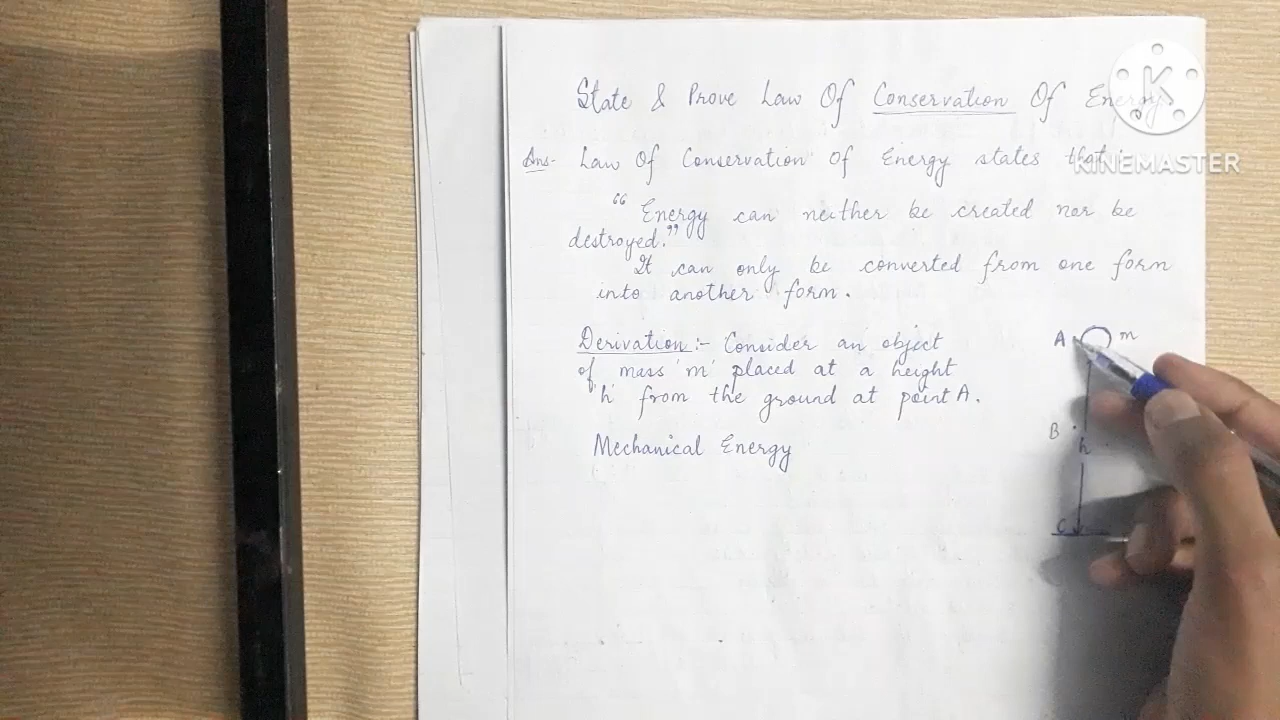 State & Prove Law Of Conservation Of Energy
Ans- Law Of Conservation Of Energy states that :
“ Energy can neither be created nor be
destroyed.”
It can only be converted from one form
into another form.
Derivation :- Consider an object
of mass 'm' placed at a height
'h' from the ground at point A.
Mechanical Energy
A m
B
h
C
K
KINEMASTER